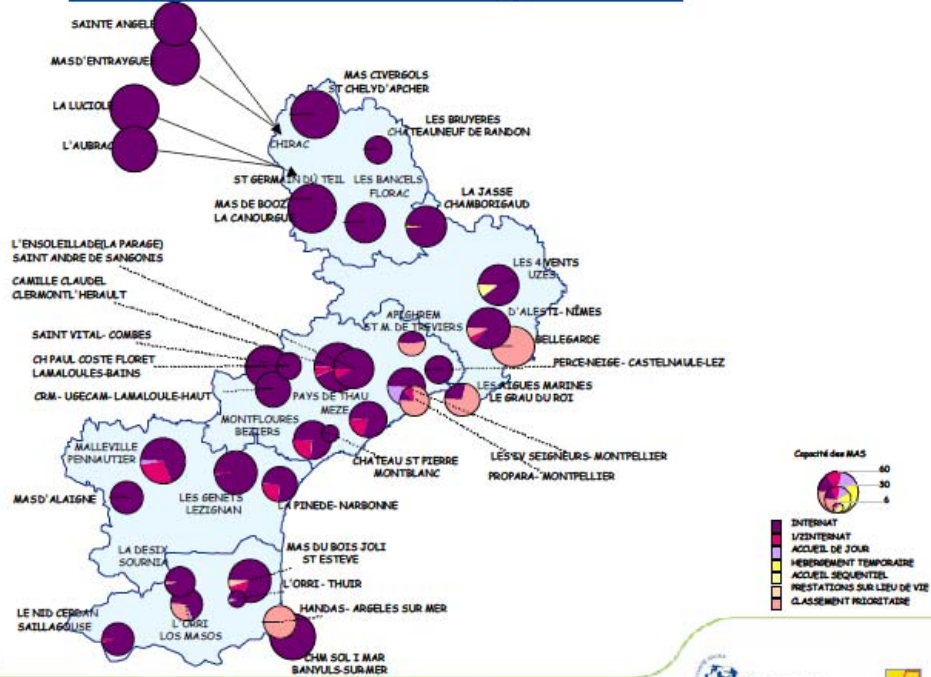 SAINTE ANGELE
MAS D'ENTRAYGUES
LA LUCIOLE
L'AUBRAC
MAS CIVERGOLS
ST CHELY D'APCHER
LES BRUYERES
CHATEAUNEUF DE RANDON
CHIRAC
ST GERMAIN DU TEIL
LES BANCELS
FLORAC
MAS DE BOOZ
LA CANOURGUE
LA JASSE
CHAMBORIGAUD
L'ENSOLEILLADE(LA PARAGE)
SAINT ANDRE DE SANGONIS
CAMILLE CLAUDEL
CLERMONT L'HERAULT
LES 4 VENTS
UZES
APIGHREM
ST M. DE TREVIERS
D'ALESTI- NÎMES
BELLEGARDE
SAINT VITAL- COMBES
CH PAUL COSTE FLORET
LAMALOULES-BAINS
CRM- UGECAM- LAMALOULE-HAUT
PERCE-NEIGE- CASTELNAULE-LEZ
LES AIGUES MARINES
LE GRAU DU ROI
PAYS DE THAU
MEZE
MONTFLOURES
BEZIERS
LES IV SEIGNEURS- MONTPELLIER
PROPARA- MONTPELLIER
CHATEAU ST PIERRE
MONTBLANC
MALLEVILLE
PENNAUTIER
MAS D'ALAIGNE
LES GENETS
LEZIGNAN
LA PINEDE- NARBONNE
LA DESIX
SOURNIA
MAS DU BOIS JOLI
ST ESTEVE
L'ORRI- THUIR
HANDAS- ARGELES SUR MER
LE NID CERDAN
SAILLAGOUSE
L'ORRI
LOS MASOS
CHM SOL I MAR
BANYULS-SUR-MER
Capacité des MAS
60
30
6
INTERNAT
1/2INTERNAT
ACCUEIL DE JOUR
HEBERGEMENT TEMPORAIRE
ACCUEIL SEQUENTIEL
PRESTATIONS SUR LIEU DE VIE
CLASSEMENT PRIORITAIRE